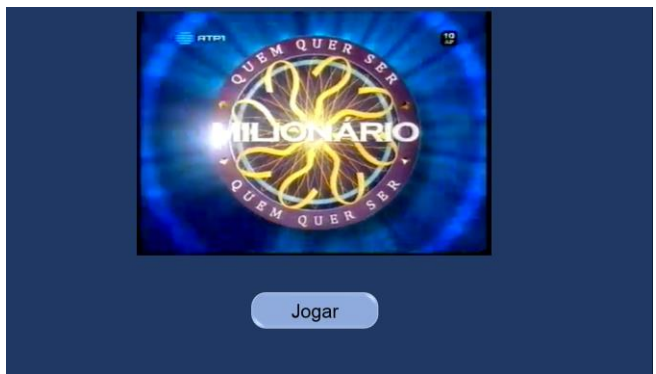 RTP1
10
QUEM QUER SER
MILIONÁRIO
QUEM QUER SER
Jogar